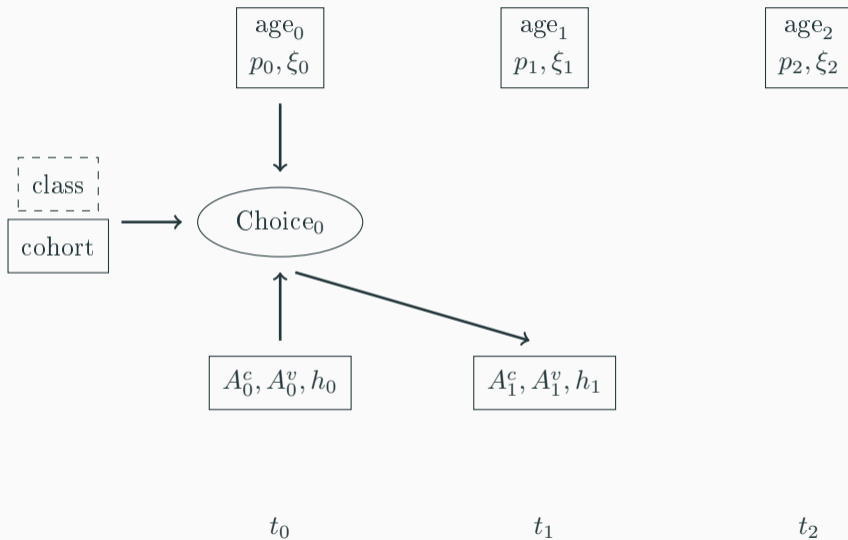 age₀
p₀, ξ₀
age₁
p₁, ξ₁
age₂
p₂, ξ₂
class
cohort
Choice₀
A₀ᶜ, A₀ᵛ, h₀
A₁ᶜ, A₁ᵛ, h₁
t₀
t₁
t₂